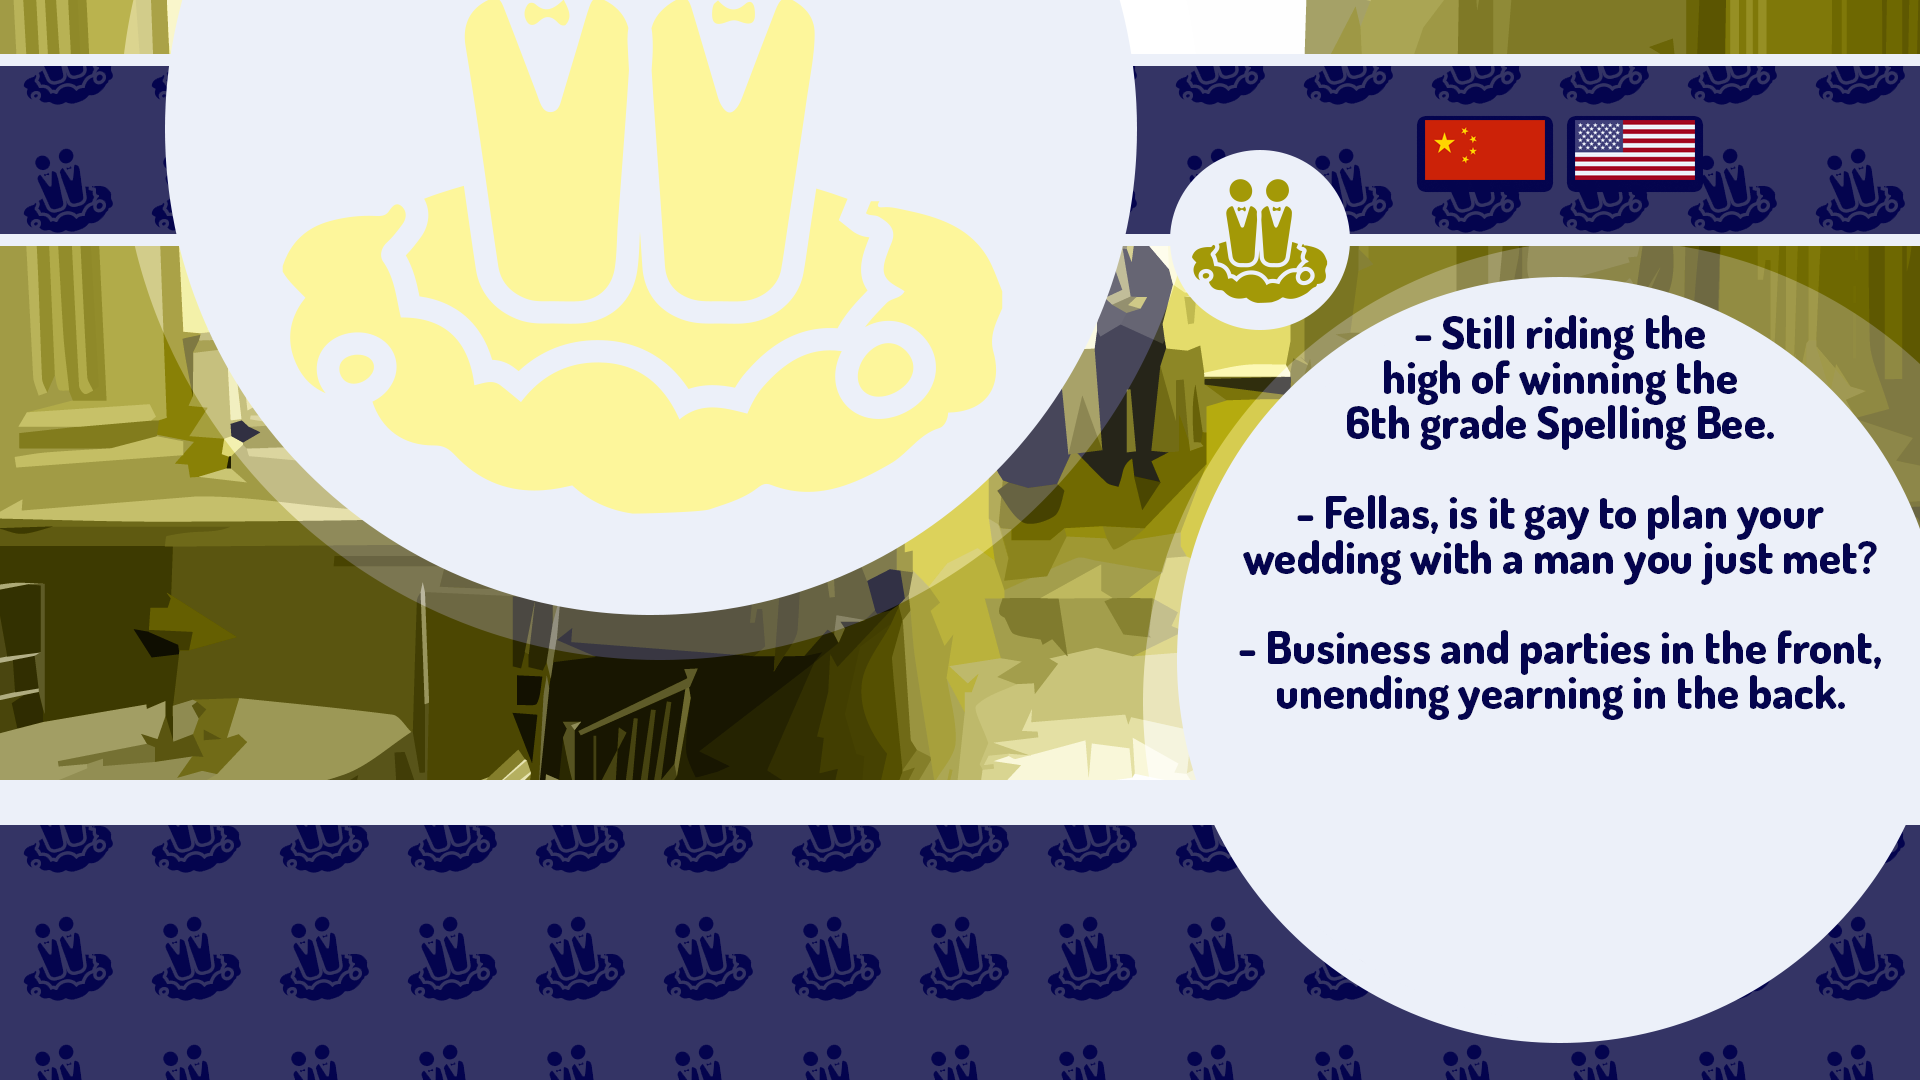 - Still riding the
high of winning the
6th grade Spelling Bee.
- Fellas, is it gay to plan your
wedding with a man you just met?
- Business and parties in the front,
unending yearning in the back.